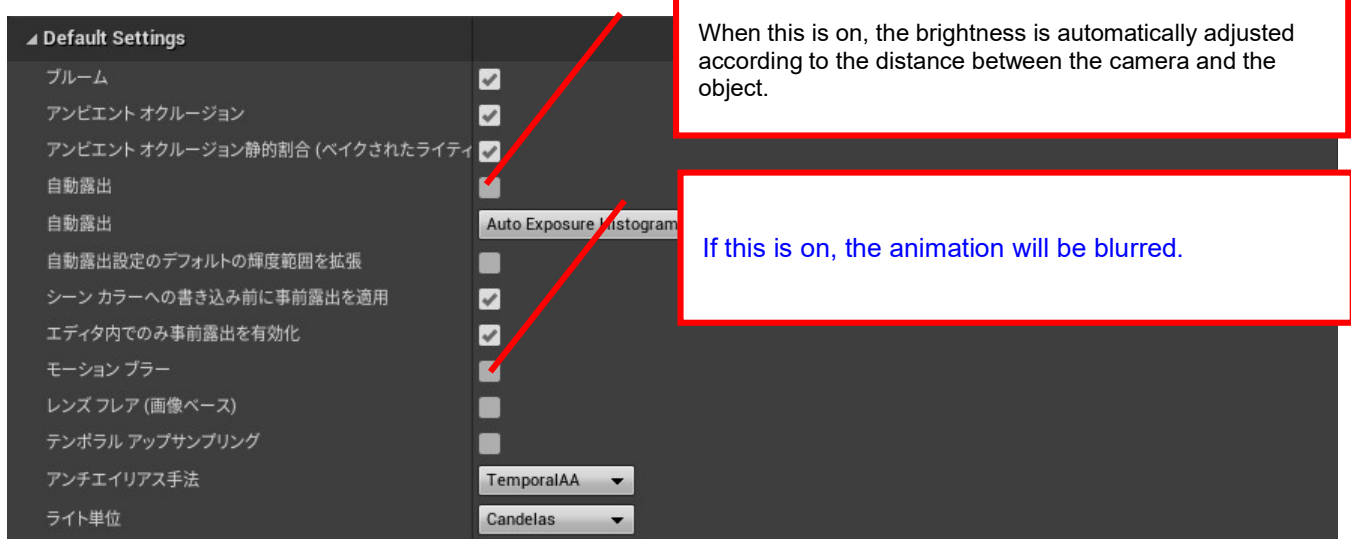 Default Settings
When this is on, the brightness is automatically adjusted
according to the distance between the camera and the
object.
ブルーム
アンビエント オクルージョン
アンビエント オクルージョン静的割合 (ベイクされたライティ
自動露出
自動露出
Auto Exposure Histogram
If this is on, the animation will be blurred.
自動露出設定のデフォルトの輝度範囲を拡張
シーン カラーへの書き込み前に事前露出を適用
エディタ内でのみ事前露出を有効化
モーション ブラー
レンズ フレア (画像ベース)
テンポラル アップサンプリング
アンチエイリアス手法
TemporalAA
ライト単位
Candelas